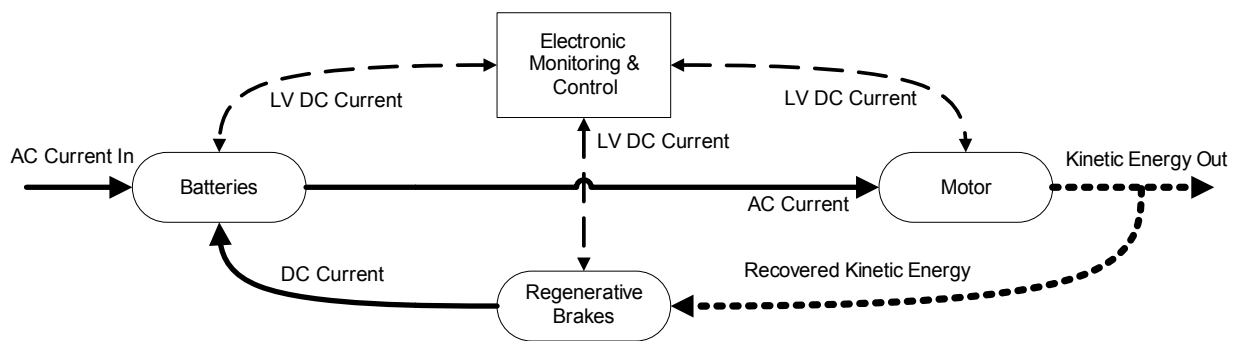 Electronic
Monitoring &
Control
LV DC Current
LV DC Current
LV DC Current
AC Current In
Kinetic Energy Out
Batteries
Motor
AC Current
DC Current
Recovered Kinetic Energy
Regenerative
Brakes